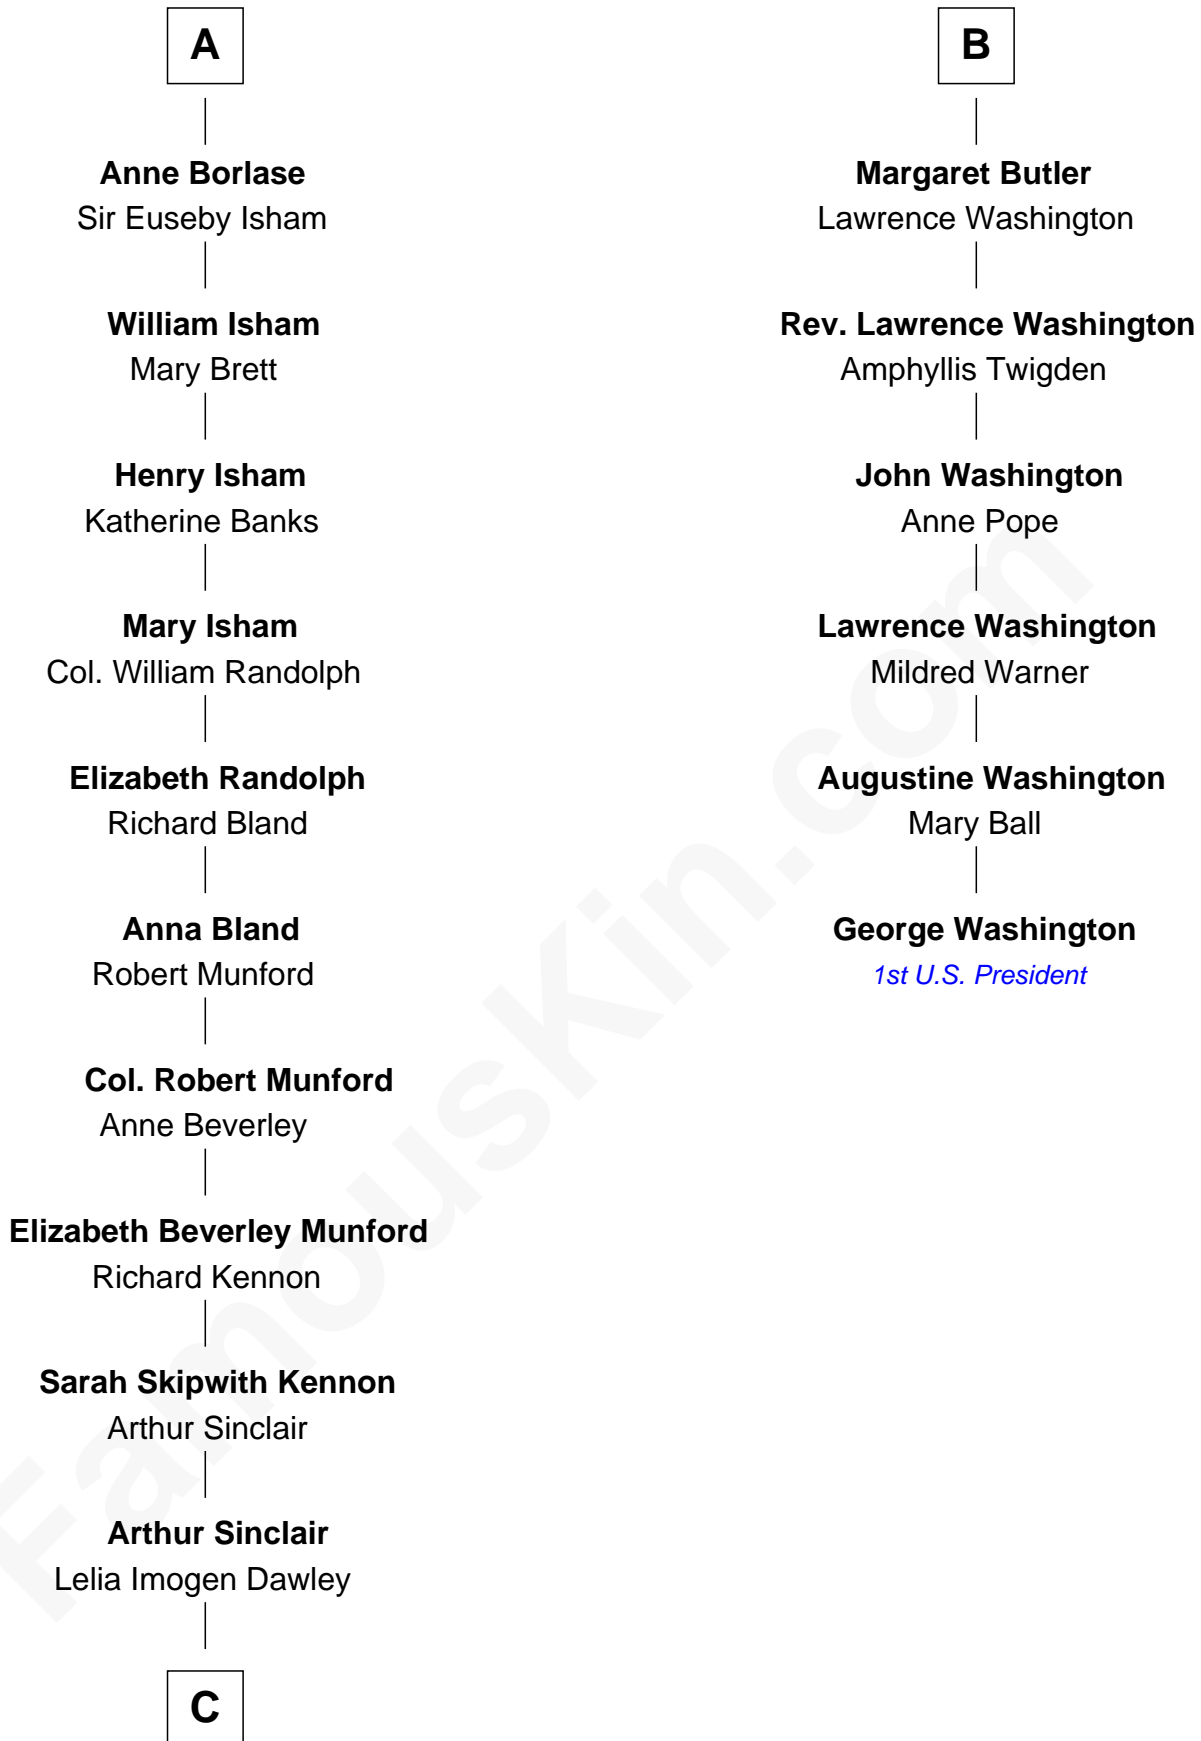 A
Anne Borlase
Sir Euseby Isham
William Isham
Mary Brett
Henry Isham
Katherine Banks
Mary Isham
Col. William Randolph
Elizabeth Randolph
Richard Bland
Anna Bland
Robert Munford
Col. Robert Munford
Anne Beverley
Elizabeth Beverley Munford
Richard Kennon
Sarah Skipwith Kennon
Arthur Sinclair
Arthur Sinclair
Lelia Imogen Dawley
C
B
Margaret Butler
Lawrence Washington
Rev. Lawrence Washington
Amphyllis Twigden
John Washington
Anne Pope
Lawrence Washington
Mildred Warner
Augustine Washington
Mary Ball
George Washington
1st U.S. President
FamousKin.com